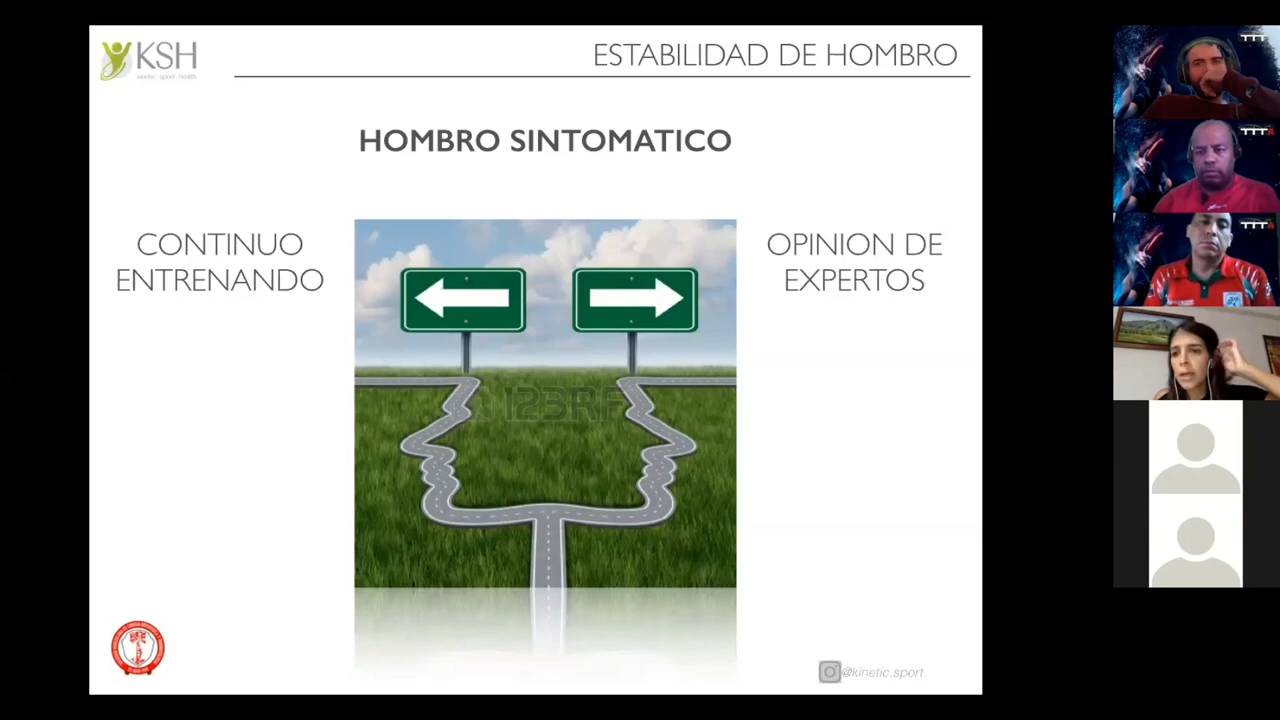 KSH
kinetic · sport · health
ESTABILIDAD DE HOMBRO
HOMBRO SINTOMATICO
CONTINUO
ENTRENANDO
OPINION DE
EXPERTOS
123RF
@kinetic.sport